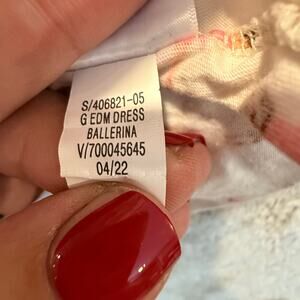 S/406821-05
G EDM DRESS
BALLERINA
V/700045645
04/22